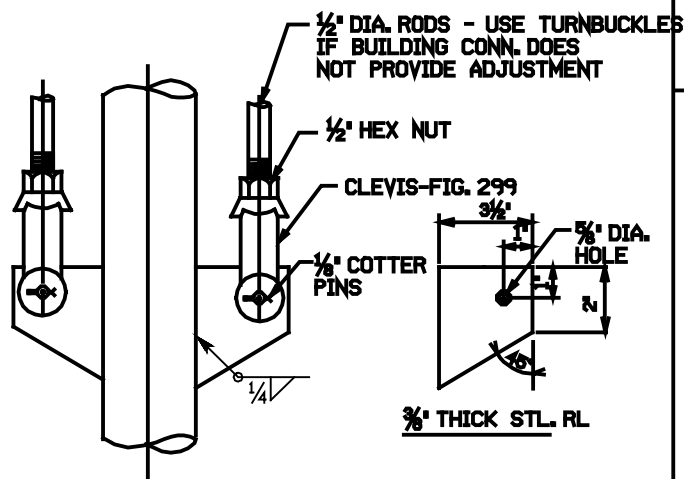 ½" DIA. RODS - USE TURNBUCKLES
IF BUILDING CONN. DOES
NOT PROVIDE ADJUSTMENT
½" HEX NUT
CLEVIS-FIG. 299
3½"
1"
⅝" DIA.
HOLE
⅛" COTTER
PINS
1"
2"
45°
1/4
⅜" THICK STL. RL